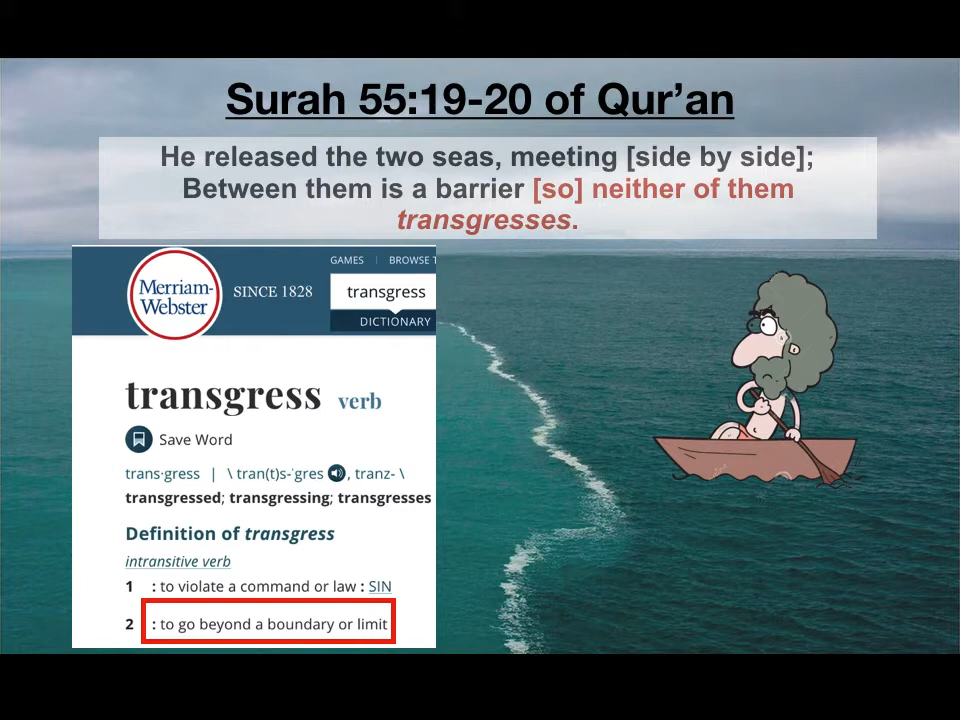 Surah 55:19-20 of Qur’an
He released the two seas, meeting [side by side];
Between them is a barrier [so] neither of them
transgresses.
GAMES | BROWSE T
Merriam-
Webster
SINCE 1828
transgress
DICTIONARY
transgress verb
Save Word
trans·gress | \ tran(t)s-ˈgres , tranz- \
transgressed; transgressing; transgresses
Definition of transgress
intransitive verb
1 : to violate a command or law : SIN
2 : to go beyond a boundary or limit